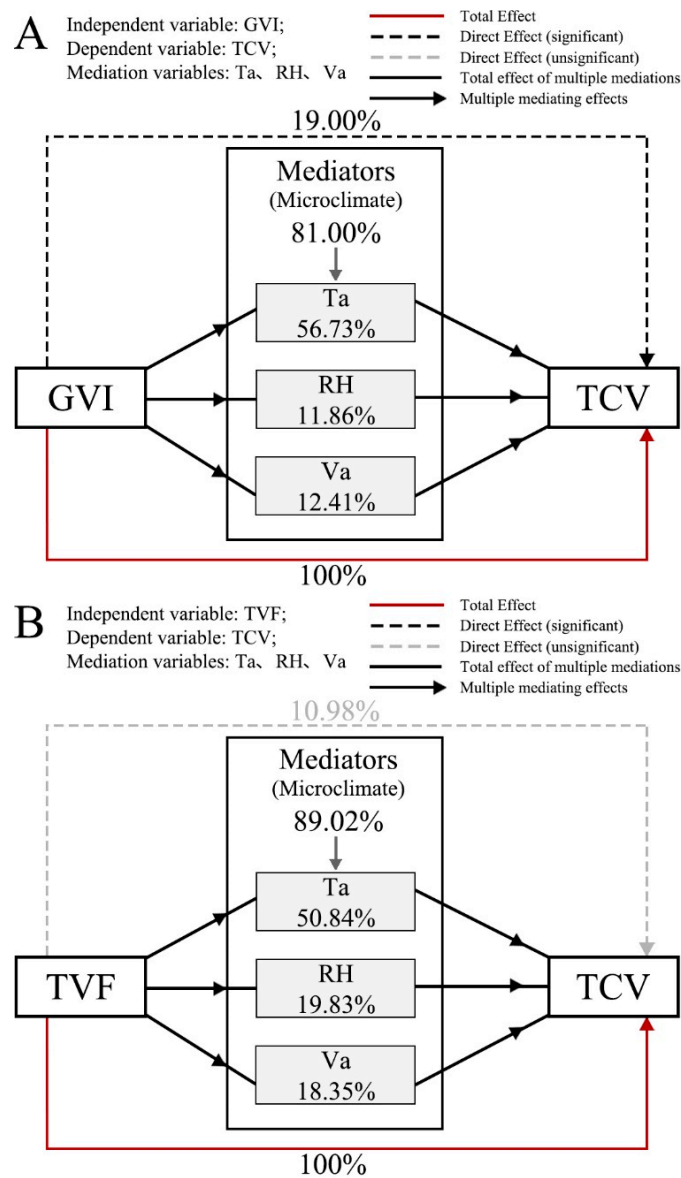 A
Independent variable: GVI;
Dependent variable: TCV;
Mediation variables: Ta、RH、Va
Total Effect
Direct Effect (significant)
Direct Effect (unsignificant)
Total effect of multiple mediations
Multiple mediating effects
19.00%
Mediators
(Microclimate)
81.00%
Ta
56.73%
GVI
RH
11.86%
TCV
Va
12.41%
100%
B
Independent variable: TVF;
Dependent variable: TCV;
Mediation variables: Ta、RH、Va
Total Effect
Direct Effect (significant)
Direct Effect (unsignificant)
Total effect of multiple mediations
Multiple mediating effects
10.98%
Mediators
(Microclimate)
89.02%
Ta
50.84%
TVF
RH
19.83%
TCV
Va
18.35%
100%